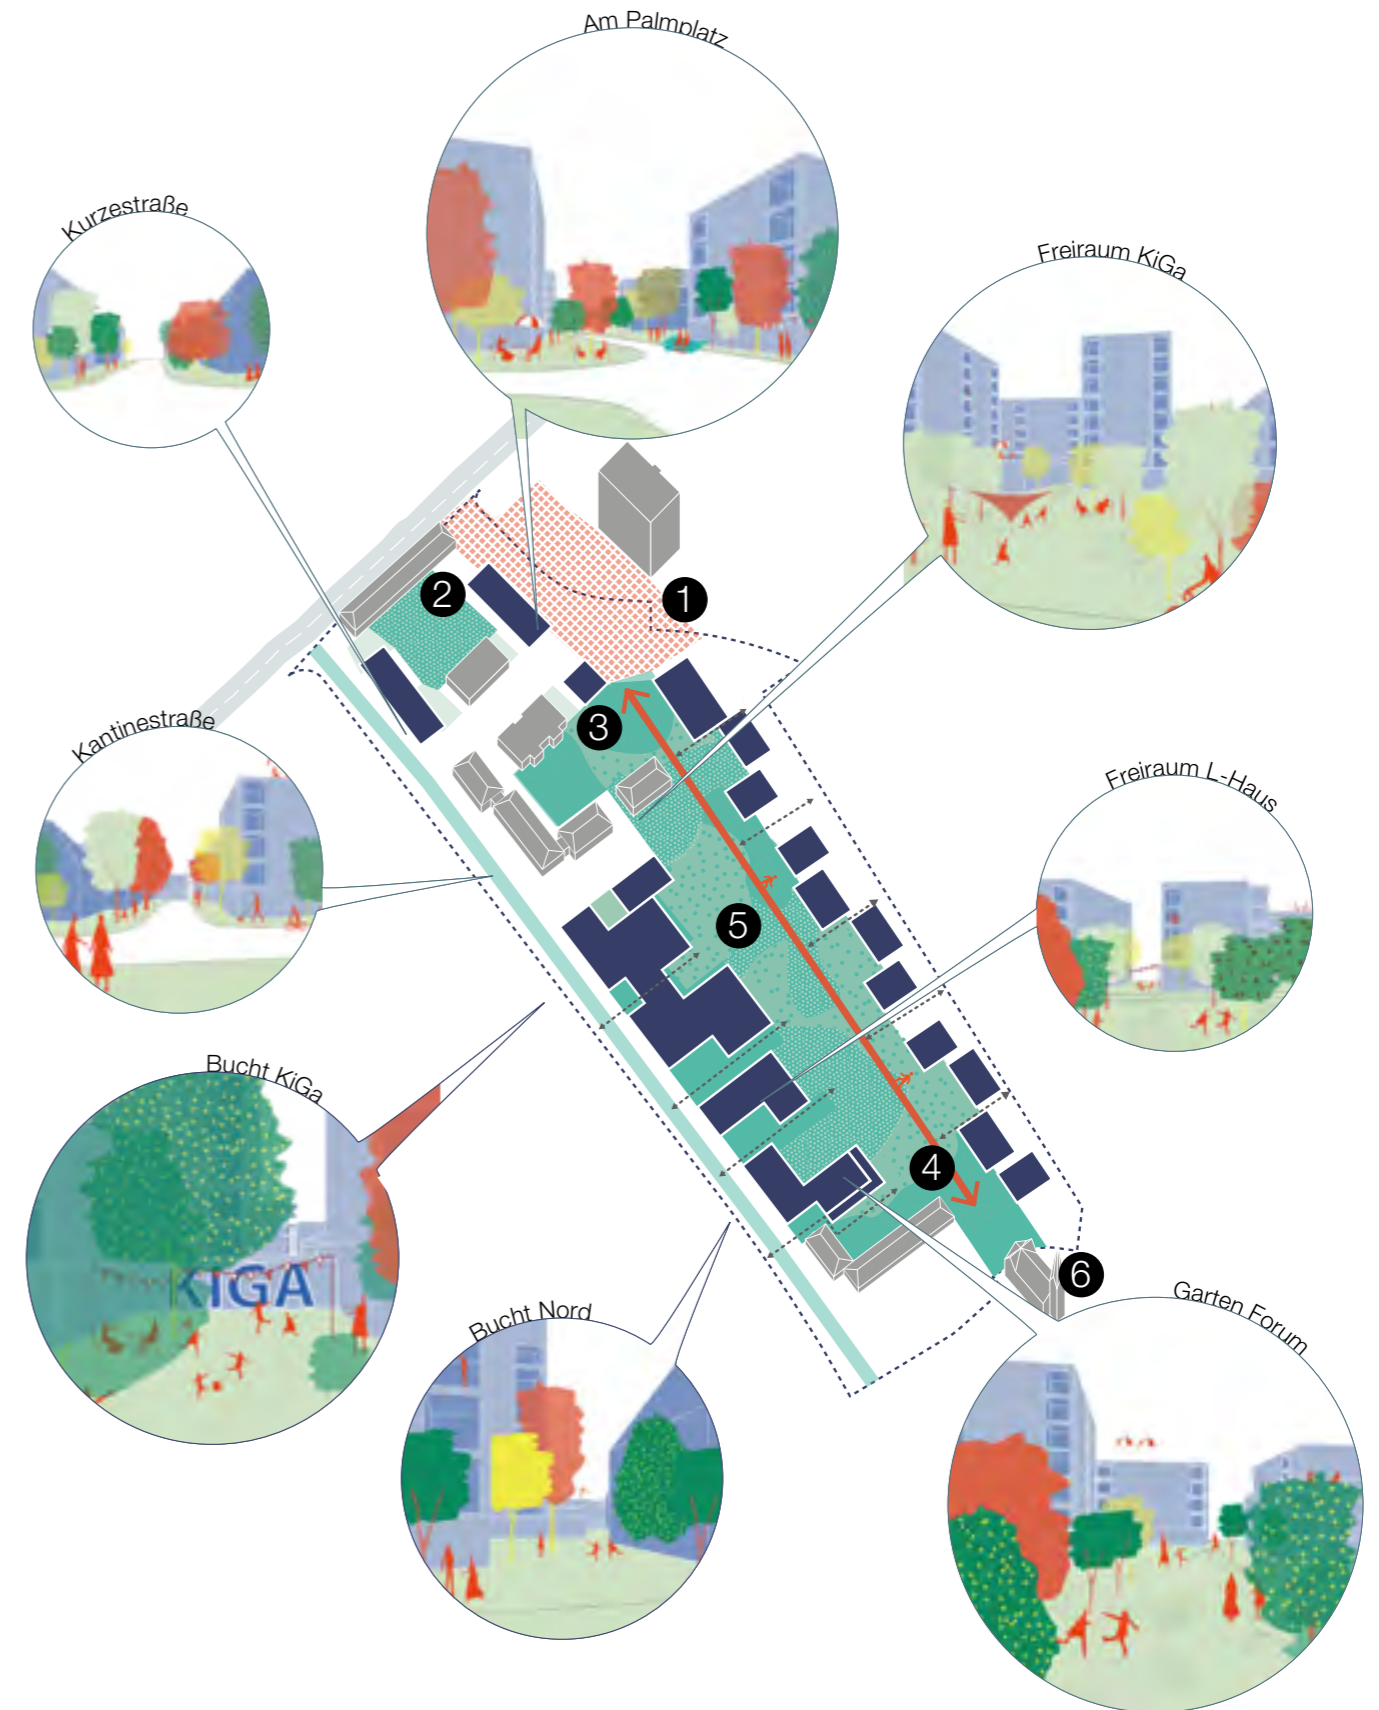 Am Palmplatz
Kurzestraße
Freiraum KiGa
2
1
Kantinestraße
3
Freiraum L-Haus
5
Bucht KiGa
4
KIGA
6
Garten Forum
Bucht Nord